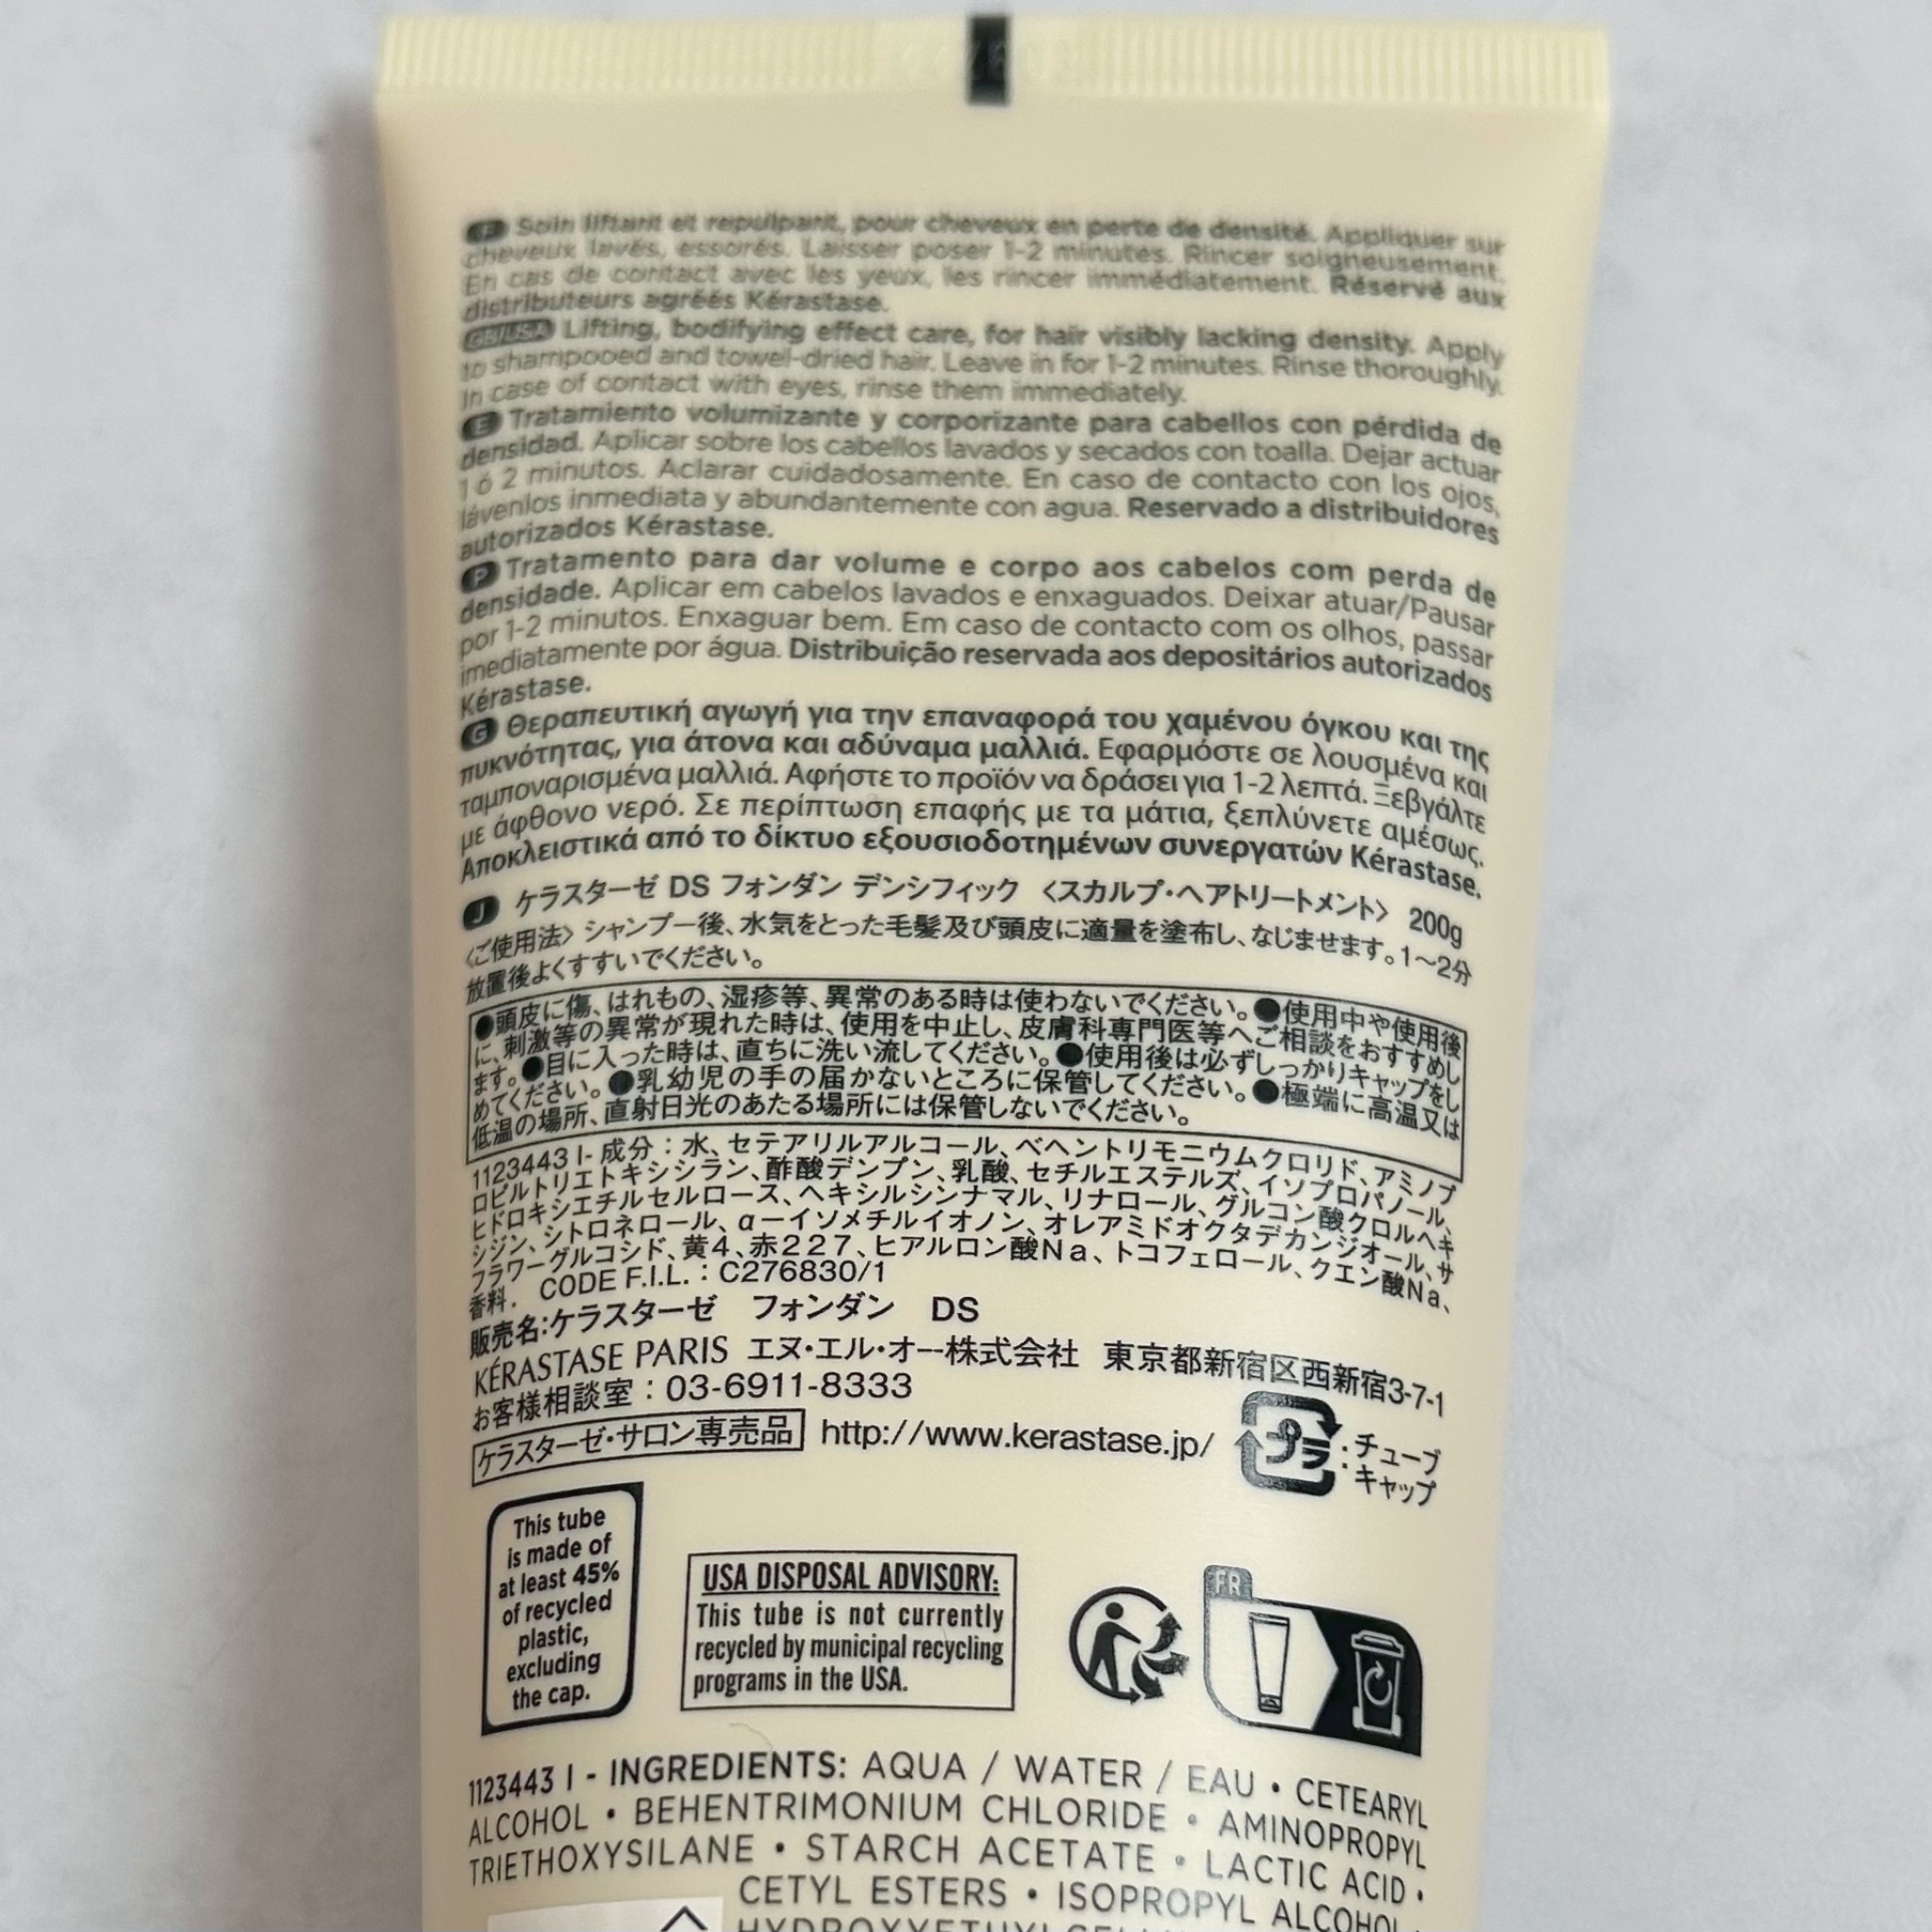 F Soin liftant et repulpant, pour cheveux en perte de densité. Appliquer sur
cheveux lavés, essorés. Laisser poser 1-2 minutes. Rincer soigneusement.
En cas de contact avec les yeux, les rincer immédiatement. Réservé aux
distributeurs agréés Kérastase.
GB/USA Lifting, bodifying effect care, for hair visibly lacking density. Apply
to shampooed and towel-dried hair. Leave in for 1-2 minutes. Rinse thoroughly.
In case of contact with eyes, rinse them immediately.
E Tratamiento volumizante y corporizante para cabellos con pérdida de
densidad. Aplicar sobre los cabellos lavados y secados con toalla. Dejar actuar
1 ó 2 minutos. Aclarar cuidadosamente. En caso de contacto con los ojos,
lávenlos inmediata y abundantemente con agua. Reservado a distribuidores
autorizados Kérastase.
P Tratamento para dar volume e corpo aos cabelos com perda de
densidade. Aplicar em cabelos lavados e enxaguados. Deixar atuar/Pausar
por 1-2 minutos. Enxaguar bem. Em caso de contacto com os olhos, passar
imediatamente por água. Distribuição reservada aos depositários autorizados
Kérastase.
G Θεραπευτική αγωγή για την επαναφορά του χαμένου όγκου και της
πυκνότητας, για άτονα και αδύναμα μαλλιά. Εφαρμόστε σε λουσμένα και
ταμποναρισμένα μαλλιά. Αφήστε το προϊόν να δράσει για 1-2 λεπτά. Ξεβγάλτε
με άφθονο νερό. Σε περίπτωση επαφής με τα μάτια, ξεπλύνετε αμέσως.
Αποκλειστικά από το δίκτυο εξουσιοδοτημένων συνεργατών Kérastase.
J ケラスターゼ DS フォンダン デンシフィック 〈スカルプ・ヘアトリートメント〉 200g
〈ご使用法〉シャンプー後、水気をとった毛髪及び頭皮に適量を塗布し、なじませます。1〜2分
放置後よくすすいでください。
●頭皮に傷、はれもの、湿疹等、異常のある時は使わないでください。●使用中や使用後
に、刺激等の異常が現れた時は、使用を中止し、皮膚科専門医等へご相談をおすすめし
ます。●目に入った時は、直ちに洗い流してください。●使用後は必ずしっかりキャップをし
めてください。●乳幼児の手の届かないところに保管してください。●極端に高温又は
低温の場所、直射日光のあたる場所には保管しないでください。
1123443 I- 成分：水、セテアリルアルコール、ベヘントリモニウムクロリド、アミノプ
ロピルトリエトキシシラン、酢酸デンプン、乳酸、セチルエステルズ、イソプロパノール、
ヒドロキシエチルセルロース、ヘキシルシンナマル、リナロール、グルコン酸クロルヘキ
シジン、シトロネロール、α－イソメチルイオノン、オレアミドオクタデカンジオール、サ
フラワーグルコシド、黄4、赤227、ヒアルロン酸Na、トコフェロール、クエン酸Na、
香料. CODE F.I.L.：C276830/1
販売名:ケラスターゼ フォンダン DS
KÉRASTASE PARIS エヌ・エル・オー株式会社 東京都新宿区西新宿3-7-1
お客様相談室：03-6911-8333
ケラスターゼ・サロン専売品 http://www.kerastase.jp/ プラ：チューブ
：キャップ
This tube
is made of
at least 45%
of recycled
plastic,
excluding
the cap.
USA DISPOSAL ADVISORY:
This tube is not currently
recycled by municipal recycling
programs in the USA.
FR
1123443 I - INGREDIENTS: AQUA / WATER / EAU • CETEARYL
ALCOHOL • BEHENTRIMONIUM CHLORIDE • AMINOPROPYL
TRIETHOXYSILANE • STARCH ACETATE • LACTIC ACID •
CETYL ESTERS • ISOPROPYL ALCOHOL •